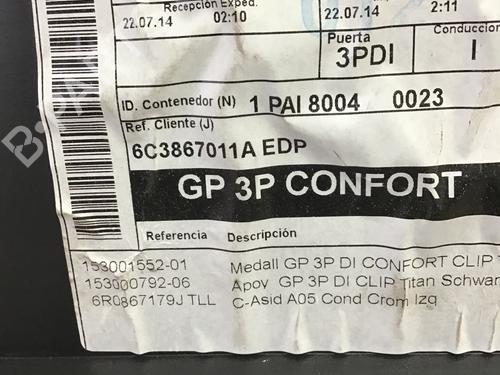 Recepción Exped.
22.07.14 02:10 22.07.14 2:11
Puerta Conduccion
3PDI I
ID. Contenedor (N) 1 PAI 8004 0023
Ref. Cliente (J)
6C3867011A EDP
GP 3P CONFORT
Referencia Descripción
153001552-01 Medall GP 3P DI CONFORT CLIP T
153000792-06 Apov GP 3P DI CLIP Titan Schwar
6R0867179J TLL C-Asid A05 Cond Crom Izq